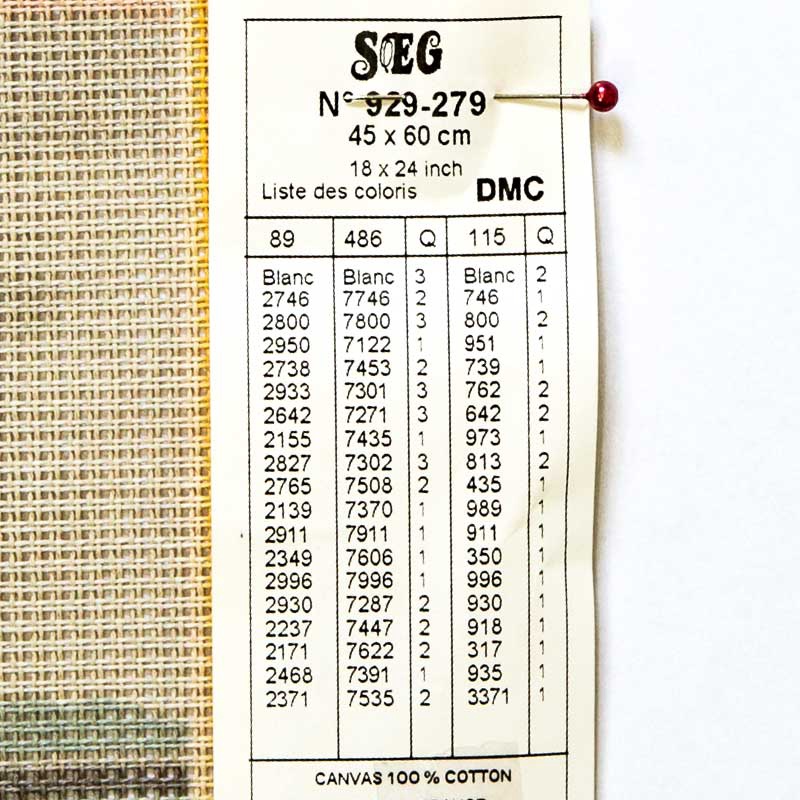 SŒG
N° 929-279
45 x 60 cm
18 x 24 inch
Liste des coloris DMC
89 486 Q 115 Q
Blanc Blanc 3 Blanc 2
2746 7746 2 746 1
2800 7800 3 800 2
2950 7122 1 951 1
2738 7453 2 739 1
2933 7301 3 762 2
2642 7271 3 642 2
2155 7435 1 973 1
2827 7302 3 813 2
2765 7508 2 435 1
2139 7370 1 989 1
2911 7911 1 911 1
2349 7606 1 350 1
2996 7996 1 996 1
2930 7287 2 930 1
2237 7447 2 918 1
2171 7622 2 317 1
2468 7391 1 935 1
2371 7535 2 3371 1
CANVAS 100 % COTTON